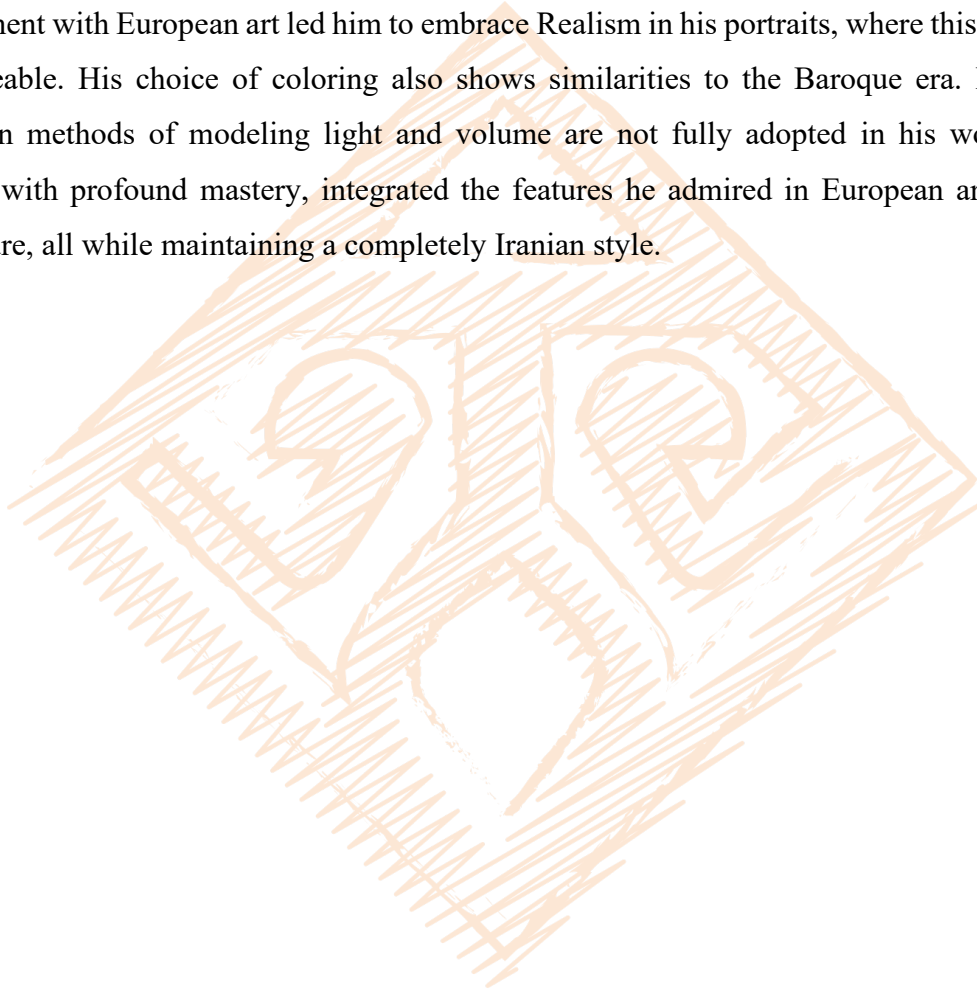 nent with European art led him to embrace Realism in his portraits, where this
eable. His choice of coloring also shows similarities to the Baroque era.
n methods of modeling light and volume are not fully adopted in his wo
with profound mastery, integrated the features he admired in European ar
re, all while maintaining a completely Iranian style.